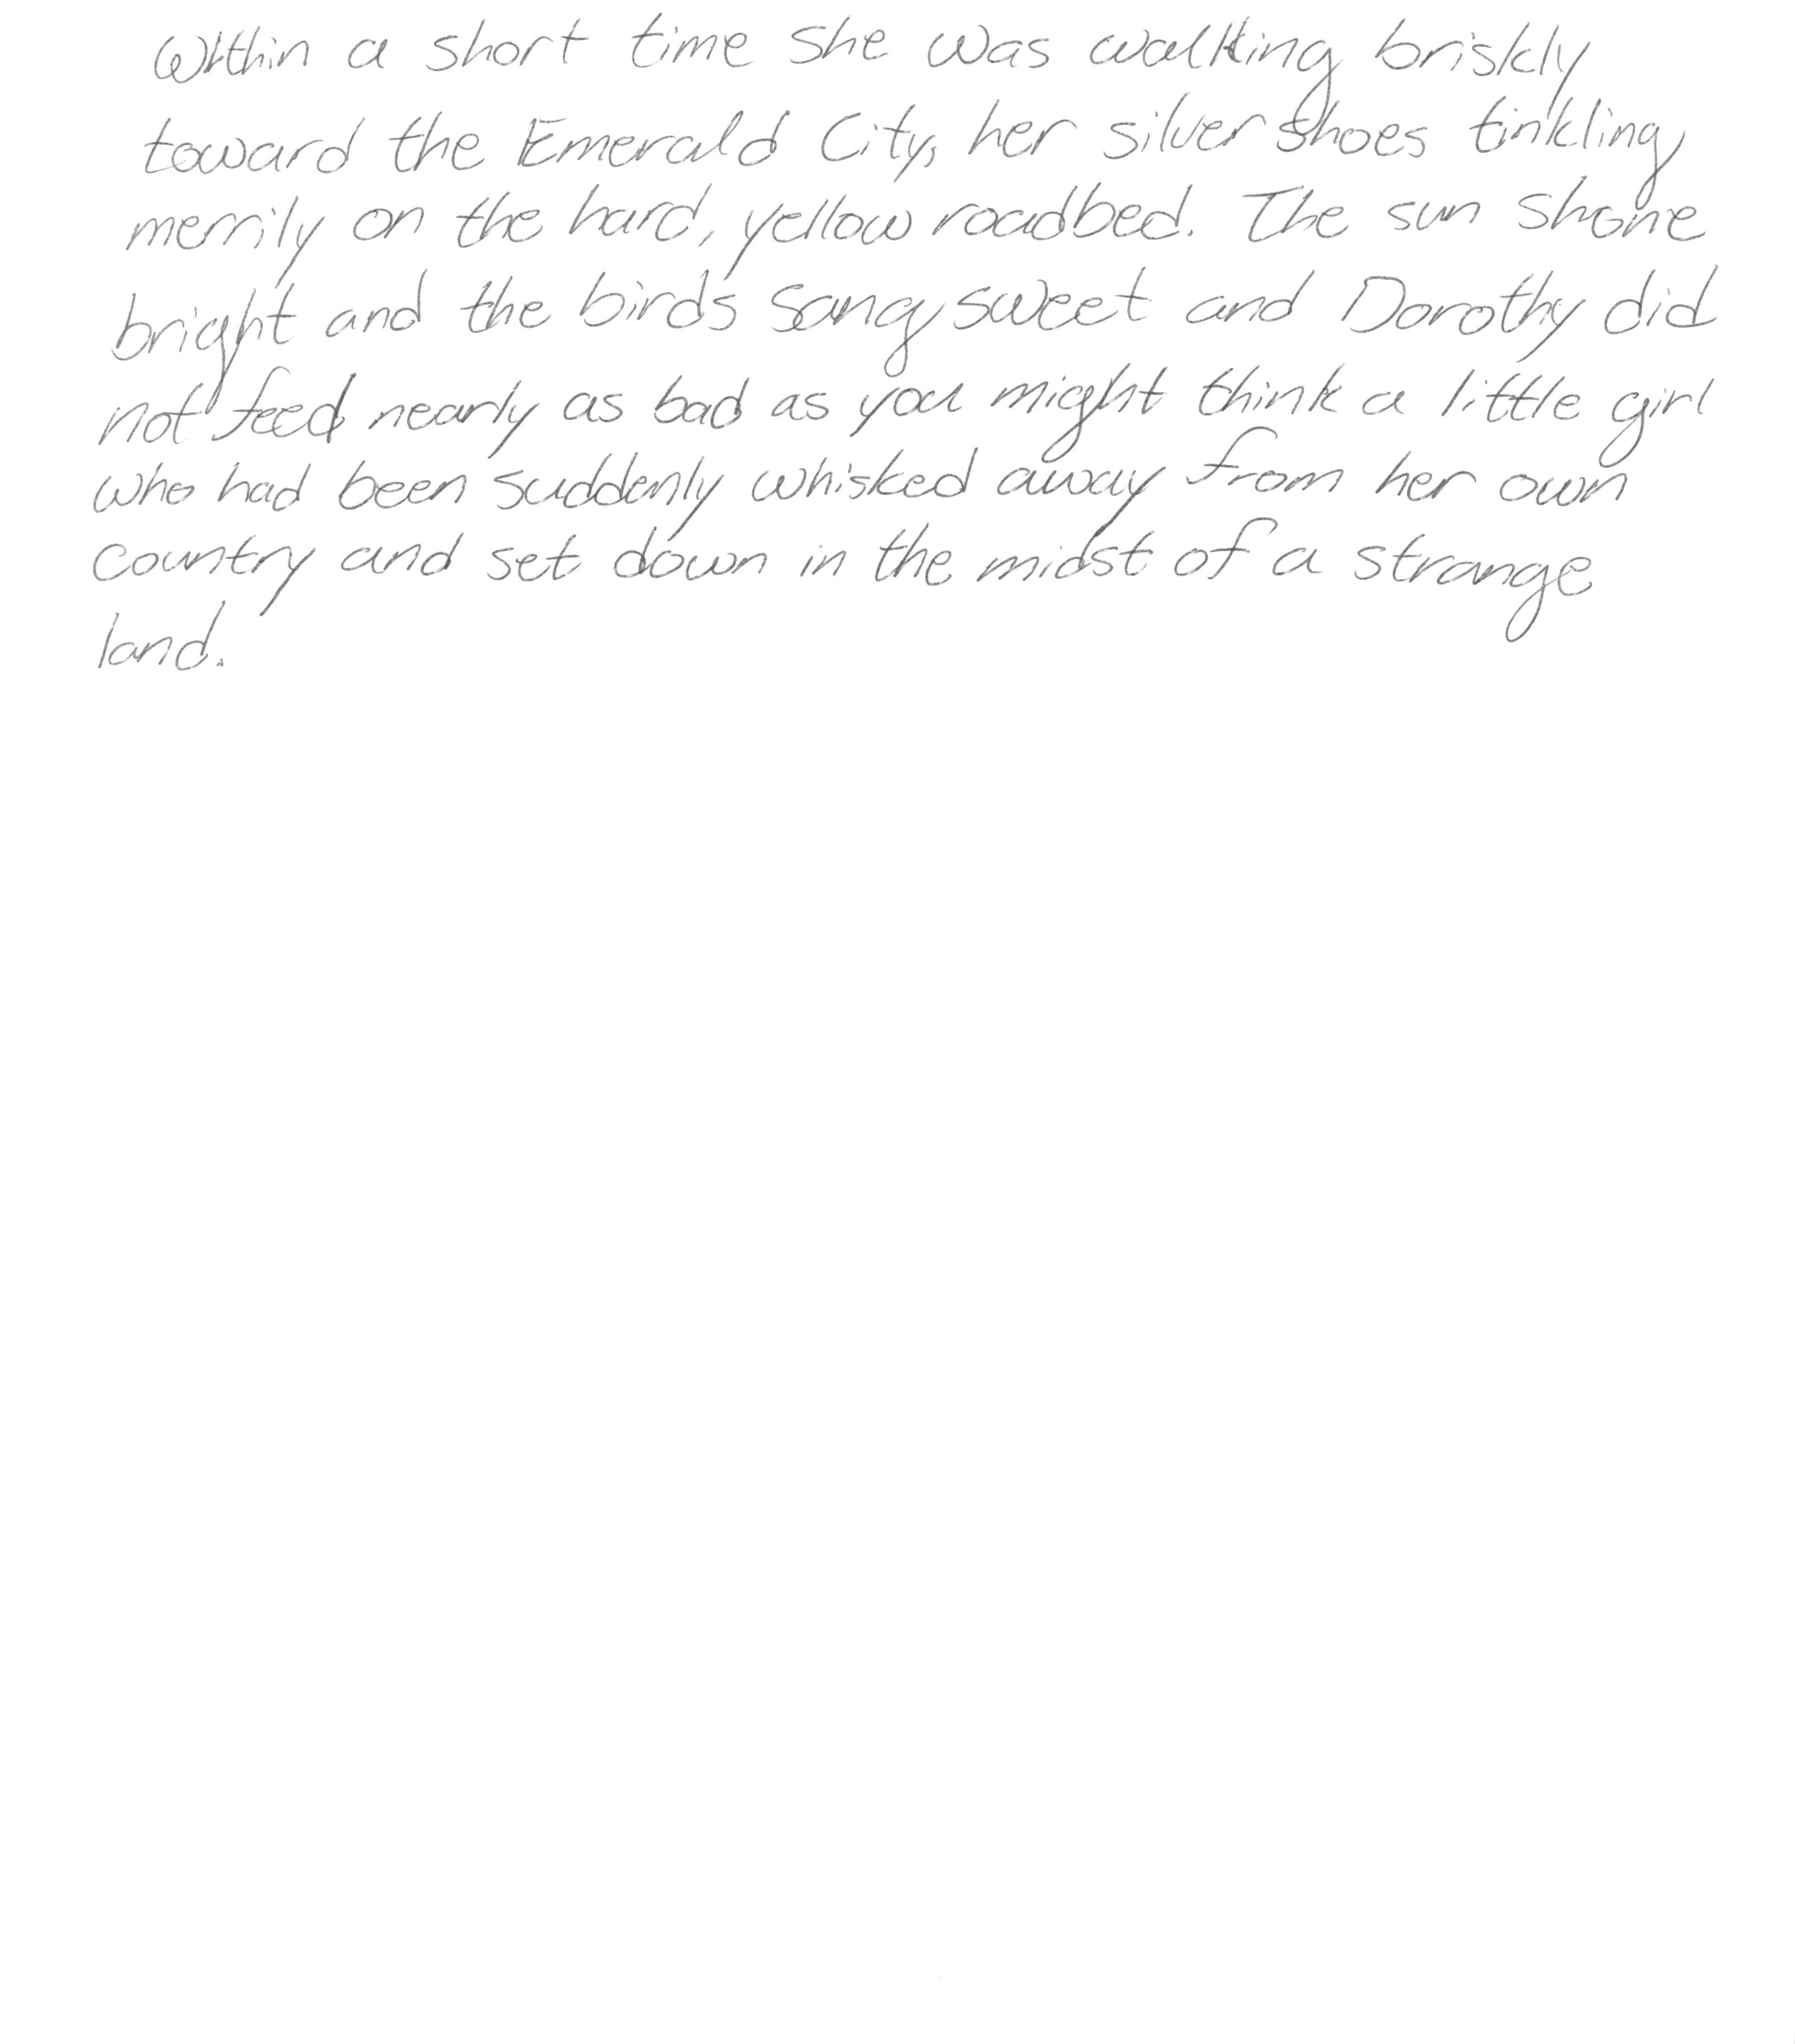 Within a short time she was walking briskly
toward the Emerald City, her silver shoes tinkling
merrily on the hard, yellow roadbed. The sun shone
bright and the birds sang sweet and Dorothy did
not feed nearly as bad as you might think a little girl
who had been suddenly whisked away from her own
country and set down in the midst of a strange
land.